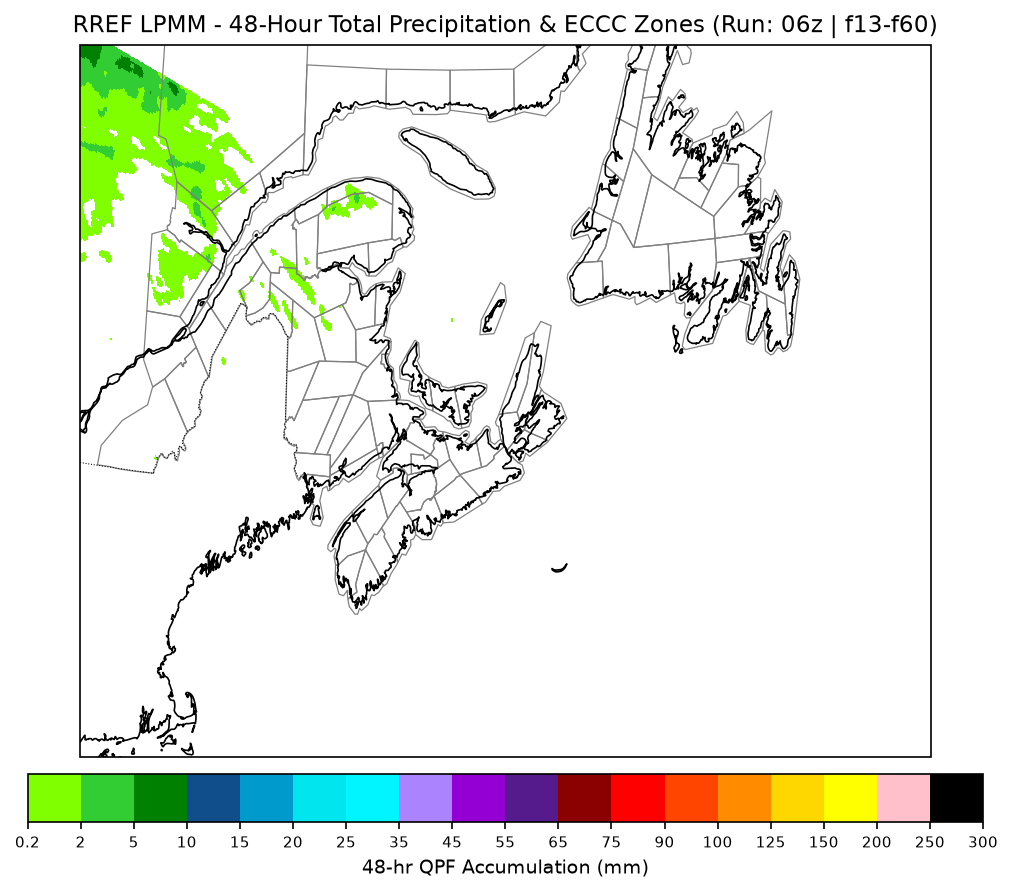 RREF LPMM - 48-Hour Total Precipitation & ECCC Zones (Run: 06z | f13-f60)
0.2 2 5 10 15 20 25 35 45 55 65 75 90 100 125 150 200 250 300
48-hr QPF Accumulation (mm)